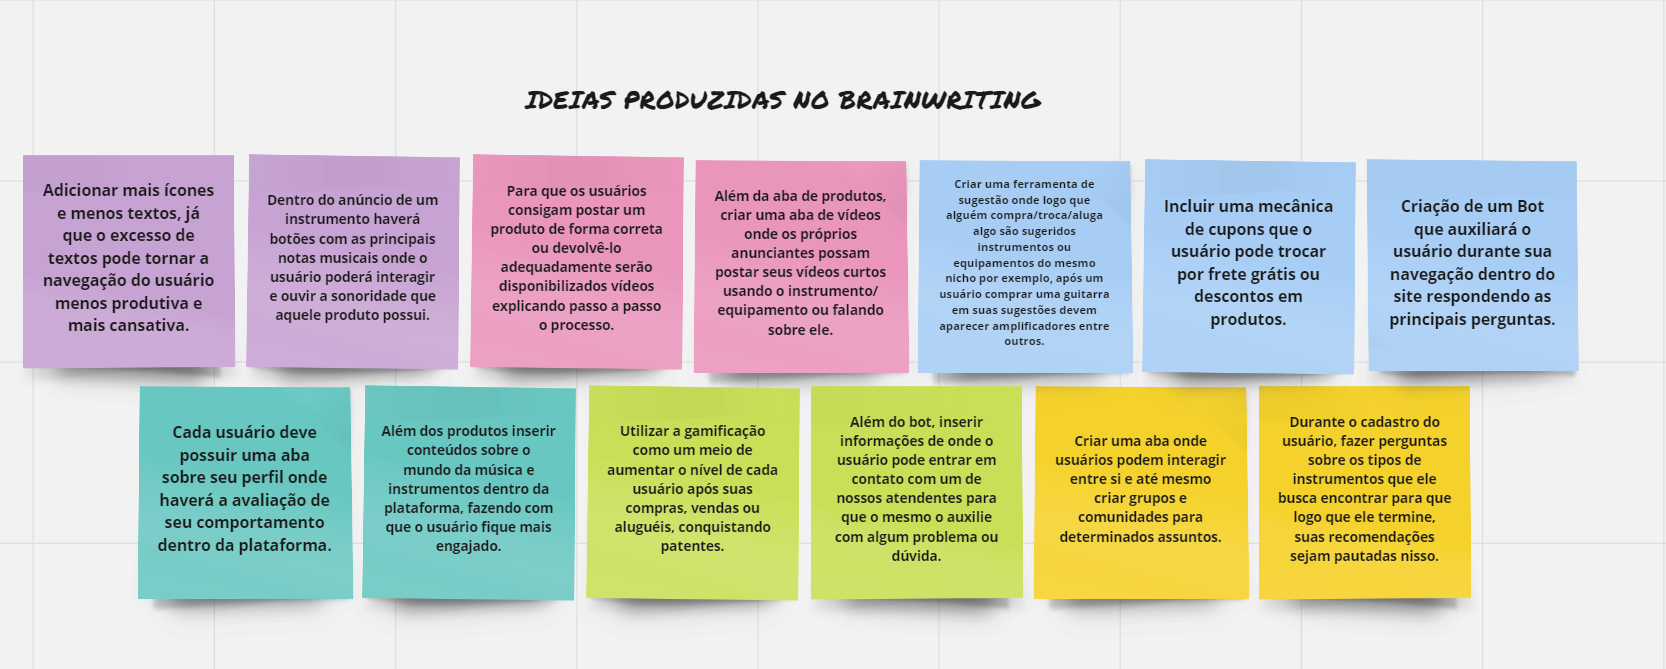 IDEIAS PRODUZIDAS NO BRAINWRITING
Adicionar mais ícones
e menos textos, já
que o excesso de
textos pode tornar a
navegação do usuário
menos produtiva e
mais cansativa.
Dentro do anúncio de um
instrumento haverá
botões com as principais
notas musicais onde o
usuário poderá interagir
e ouvir a sonoridade que
aquele produto possui.
Para que os usuários
consigam postar um
produto de forma correta
ou devolvê-lo
adequadamente serão
disponibilizados vídeos
explicando passo a passo
o processo.
Além da aba de produtos,
criar uma aba de vídeos
onde os próprios
anunciantes possam
postar seus vídeos curtos
usando o instrumento/
equipamento ou falando
sobre ele.
Criar uma ferramenta de
sugestão onde logo que
alguém compra/troca/aluga
algo são sugeridos
instrumentos ou
equipamentos do mesmo
nicho por exemplo, após um
usuário comprar uma guitarra
em suas sugestões devem
aparecer amplificadores entre
outros.
Incluir uma mecânica
de cupons que o
usuário pode trocar
por frete grátis ou
descontos em
produtos.
Criação de um Bot
que auxiliará o
usuário durante sua
navegação dentro do
site respondendo as
principais perguntas.
Cada usuário deve
possuir uma aba
sobre seu perfil onde
haverá a avaliação de
seu comportamento
dentro da plataforma.
Além dos produtos inserir
conteúdos sobre o
mundo da música e
instrumentos dentro da
plataforma, fazendo com
que o usuário fique mais
engajado.
Utilizar a gamificação
como um meio de
aumentar o nível de cada
usuário após suas
compras, vendas ou
aluguéis, conquistando
patentes.
Além do bot, inserir
informações de onde o
usuário pode entrar em
contato com um de
nossos atendentes para
que o mesmo o auxilie
com algum problema ou
dúvida.
Criar uma aba onde
usuários podem interagir
entre si e até mesmo
criar grupos e
comunidades para
determinados assuntos.
Durante o cadastro do
usuário, fazer perguntas
sobre os tipos de
instrumentos que ele
busca encontrar para que
logo que ele termine,
suas recomendações
sejam pautadas nisso.